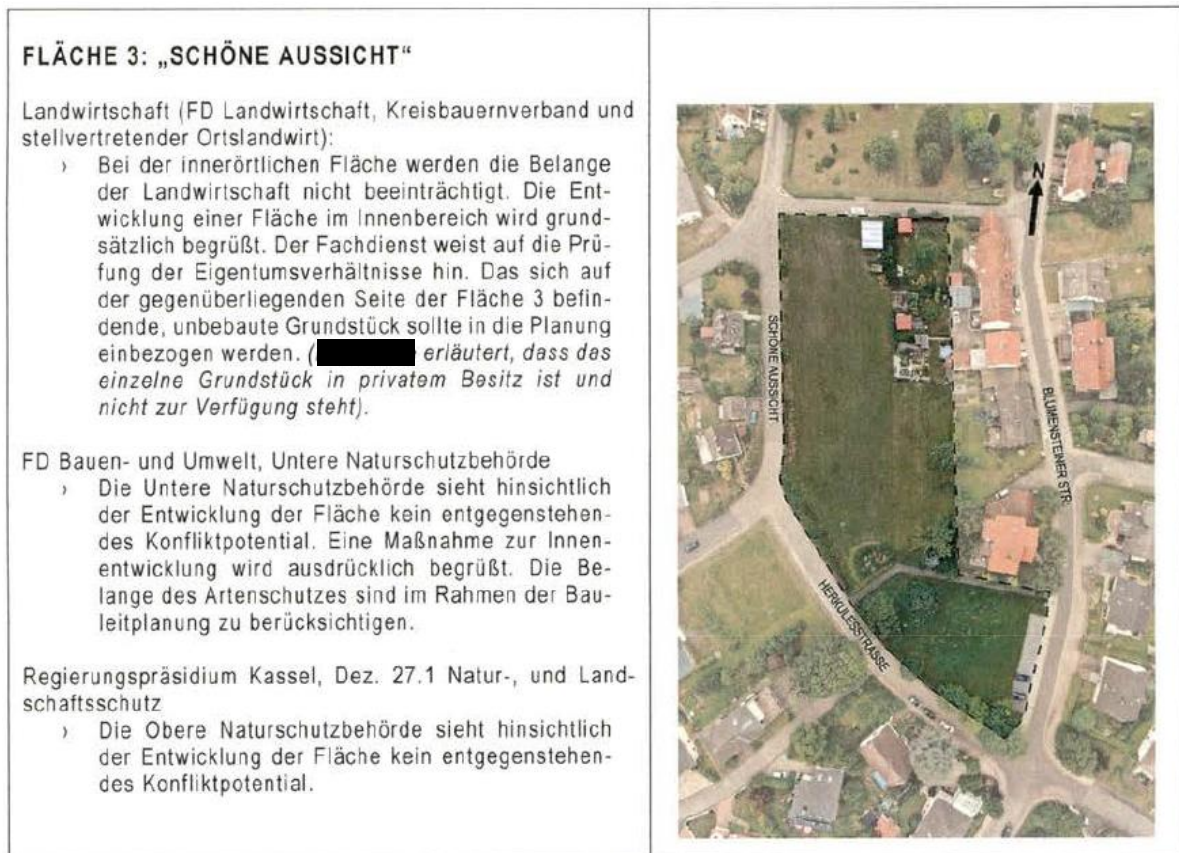 FLÄCHE 3: „SCHÖNE AUSSICHT“
Landwirtschaft (FD Landwirtschaft, Kreisbauernverband und
stellvertretender Ortslandwirt):
› Bei der innerörtlichen Fläche werden die Belange
der Landwirtschaft nicht beeinträchtigt. Die Ent-
wicklung einer Fläche im Innenbereich wird grund-
sätzlich begrüßt. Der Fachdienst weist auf die Prü-
fung der Eigentumsverhältnisse hin. Das sich auf
der gegenüberliegenden Seite der Fläche 3 befin-
dende, unbebaute Grundstück sollte in die Planung
einbezogen werden. ( erläutert, dass das
einzelne Grundstück in privatem Besitz ist und
nicht zur Verfügung steht).
FD Bauen- und Umwelt, Untere Naturschutzbehörde
› Die Untere Naturschutzbehörde sieht hinsichtlich
der Entwicklung der Fläche kein entgegenstehen-
des Konfliktpotential. Eine Maßnahme zur Innen-
entwicklung wird ausdrücklich begrüßt. Die Be-
lange des Artenschutzes sind im Rahmen der Bau-
leitplanung zu berücksichtigen.
Regierungspräsidium Kassel, Dez. 27.1 Natur-, und Land-
schaftsschutz
› Die Obere Naturschutzbehörde sieht hinsichtlich
der Entwicklung der Fläche kein entgegenstehen-
des Konfliktpotential.
N
SCHÖNE AUSSICHT
BLUMENSTEINER STR
HERKULESSTRASSE